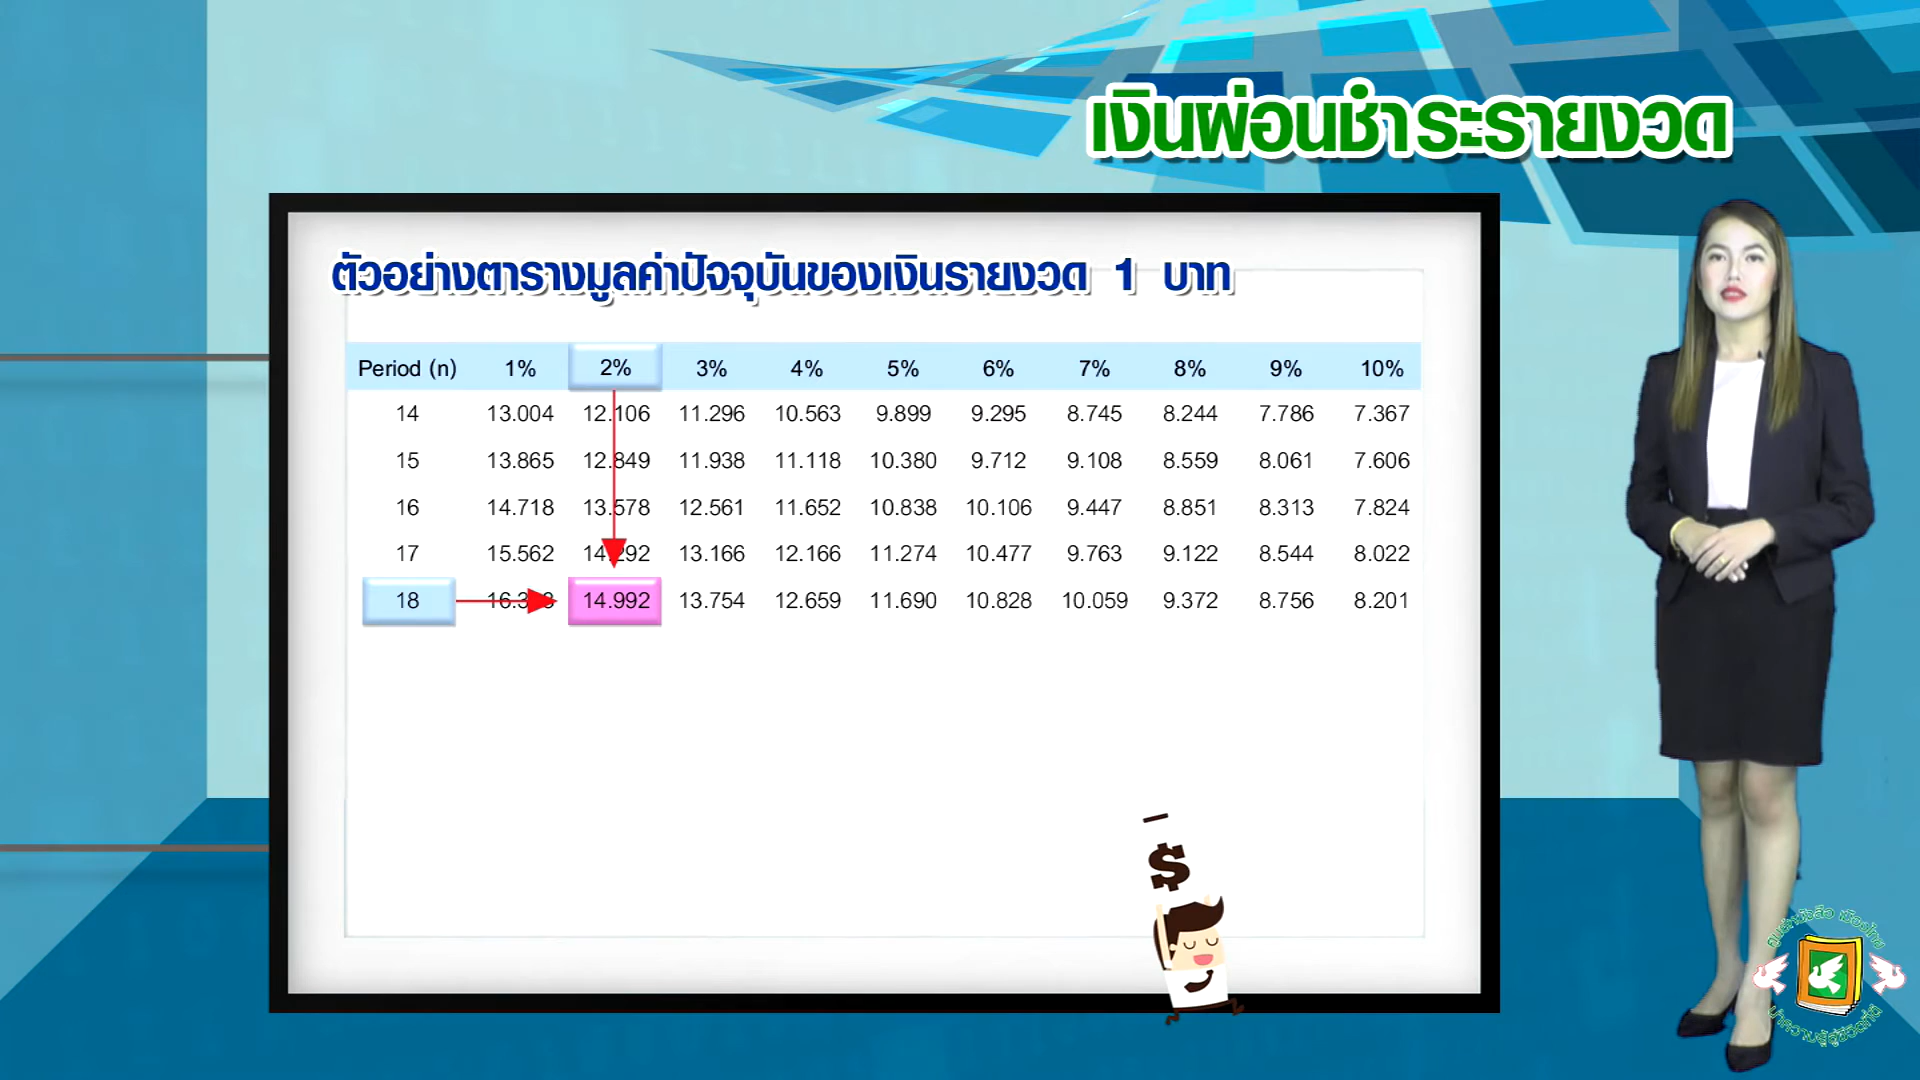 เงินผ่อนชำระรายงวด
ตัวอย่างตารางมูลค่าปัจจุบันของเงินรายงวด 1 บาท
Period (n) 1% 2% 3% 4% 5% 6% 7% 8% 9% 10%
14 13.004 12.106 11.296 10.563 9.899 9.295 8.745 8.244 7.786 7.367
15 13.865 12.849 11.938 11.118 10.380 9.712 9.108 8.559 8.061 7.606
16 14.718 13.578 12.561 11.652 10.838 10.106 9.447 8.851 8.313 7.824
17 15.562 14.292 13.166 12.166 11.274 10.477 9.763 9.122 8.544 8.022
18 14.992 13.754 12.659 11.690 10.828 10.059 9.372 8.756 8.201
$